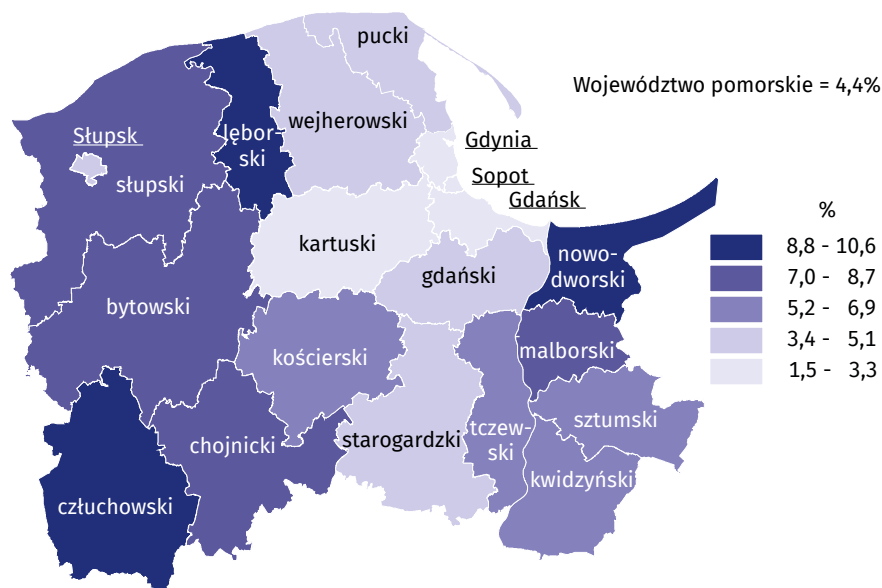 pucki
Województwo pomorskie = 4,4%
wejherowski
lębor-
ski
Słupsk
Gdynia
słupski
Sopot
Gdańsk
kartuski
nowo-
dworski
gdański
bytowski
%
8,8 - 10,6
7,0 - 8,7
5,2 - 6,9
3,4 - 5,1
1,5 - 3,3
kościerski
malborski
chojnicki
starogardzki
tczew-
ski
sztumski
kwidzyński
człuchowski